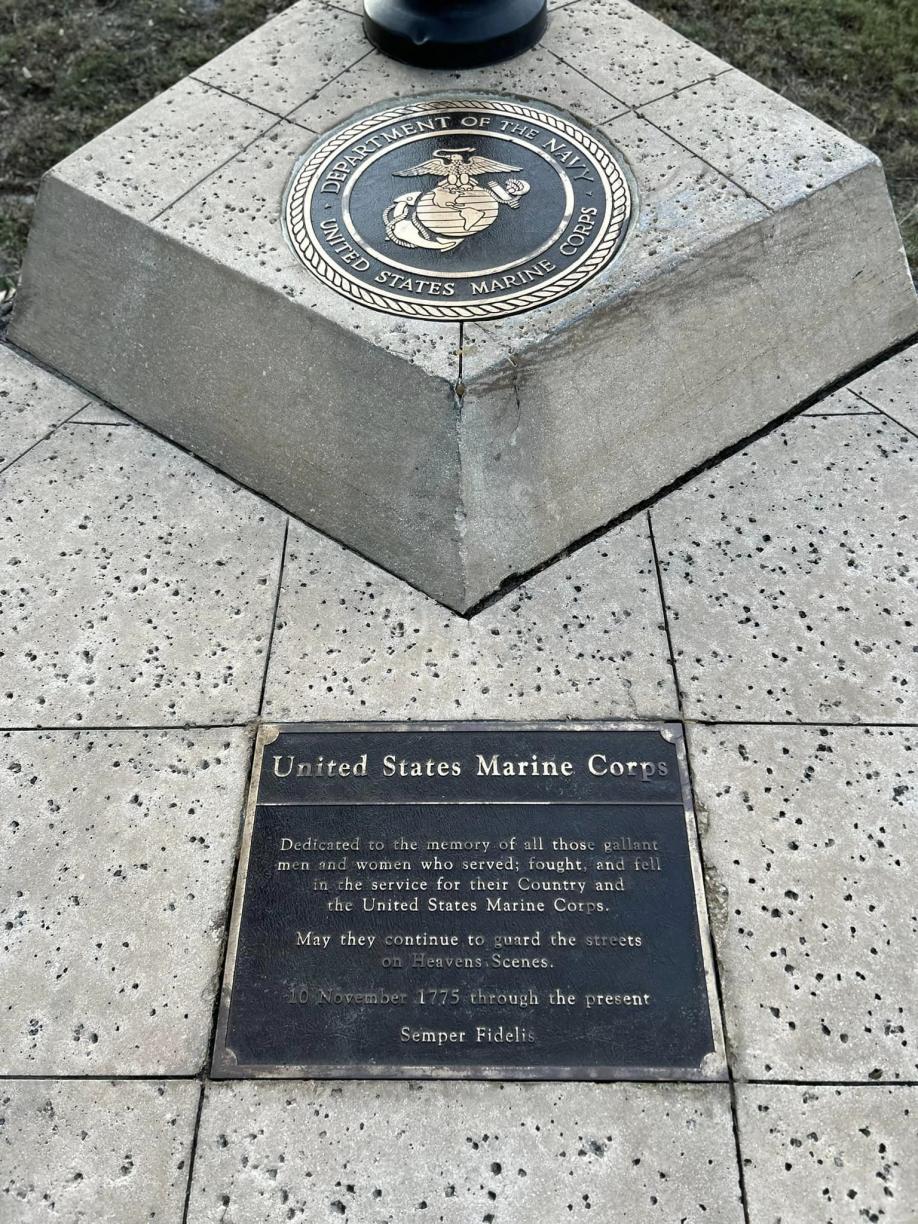 DEPARTMENT OF THE NAVY
UNITED STATES MARINE CORPS
United States Marine Corps
Dedicated to the memory of all those gallant
men and women who served; fought, and fell
in the service for their Country and
the United States Marine Corps.
May they continue to guard the streets
on Heavens Scenes.
10 November 1775 through the present
Semper Fidelis